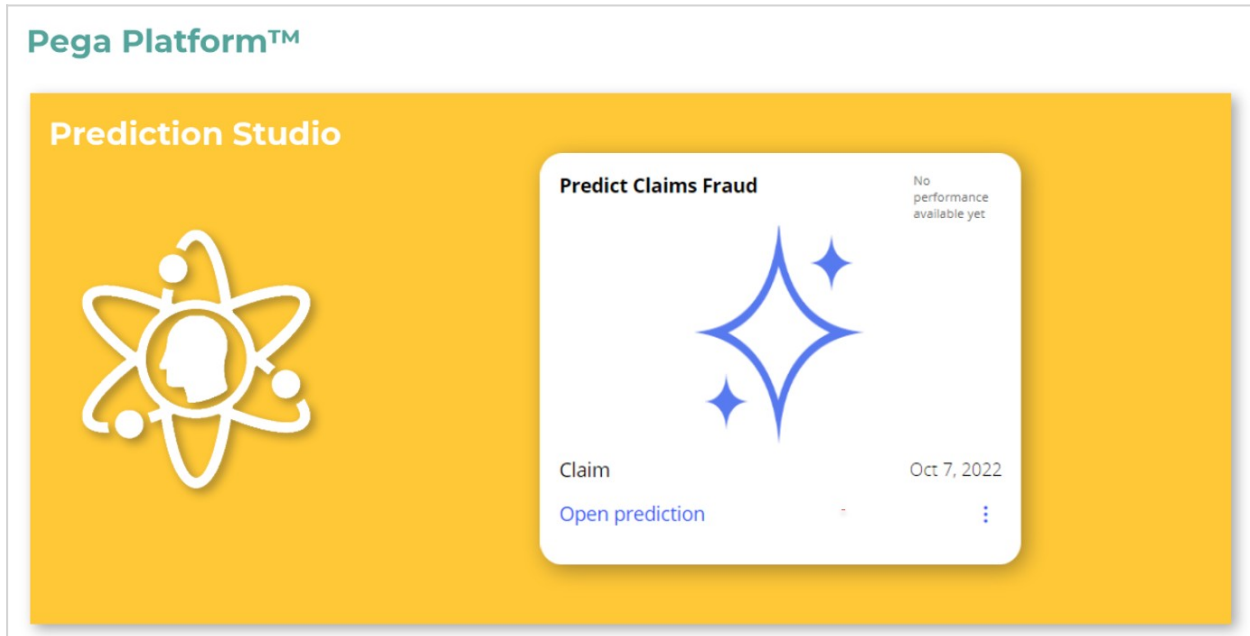 Pega Platform™
Prediction Studio
Predict Claims Fraud
No
performance
available yet
Claim
Oct 7, 2022
Open prediction